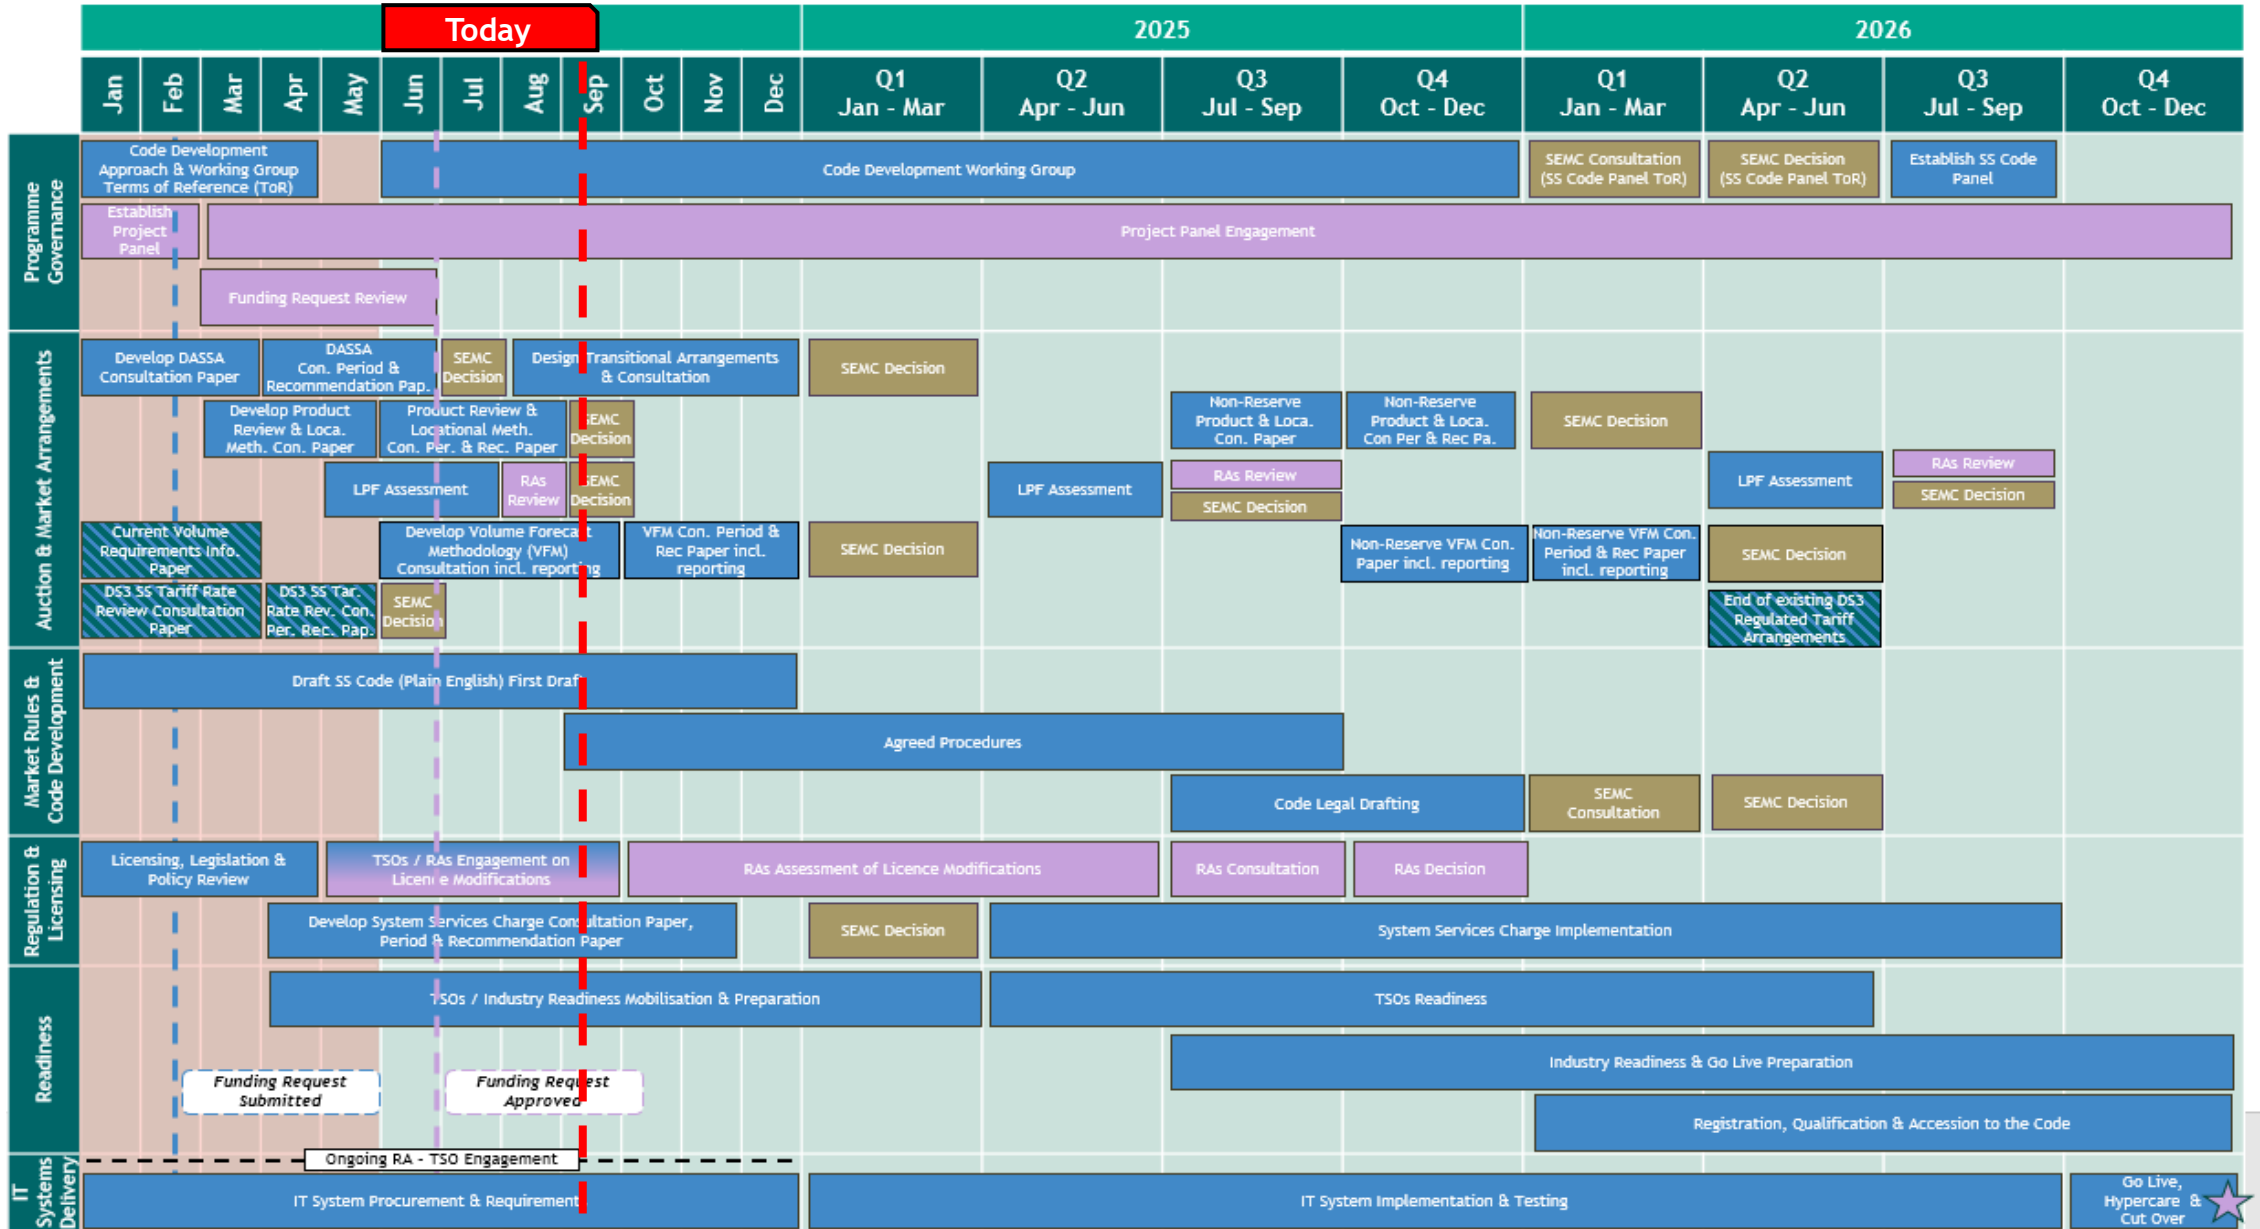 Today
2025
2026
Jan
Feb
Mar
Apr
May
Jun
Jul
Aug
Sep
Oct
Nov
Dec
Q1
Jan - Mar
Q2
Apr - Jun
Q3
Jul - Sep
Q4
Oct - Dec
Q1
Jan - Mar
Q2
Apr - Jun
Q3
Jul - Sep
Q4
Oct - Dec
Programme
Governance
Code Development
Approach & Working Group
Terms of Reference (ToR)
Code Development Working Group
SEMC Consultation
(SS Code Panel ToR)
SEMC Decision
(SS Code Panel ToR)
Establish SS Code
Panel
Establish
Project
Panel
Project Panel Engagement
Funding Request Review
Auction & Market Arrangements
Develop DASSA
Consultation Paper
DASSA
Con. Period &
Recommendation Pap.
SEMC
Decision
Design Transitional Arrangements
& Consultation
SEMC Decision
Develop Product
Review & Loca.
Meth. Con. Paper
Product Review &
Locational Meth.
Con. Per. & Rec. Paper
SEMC
Decision
Non-Reserve
Product & Loca.
Con. Paper
Non-Reserve
Product & Loca.
Con Per & Rec Pa.
SEMC Decision
LPF Assessment
RAs
Review
SEMC
Decision
LPF Assessment
RAs Review
SEMC Decision
LPF Assessment
RAs Review
SEMC Decision
Current Volume
Requirements Info.
Paper
Develop Volume Forecast
Methodology (VFM)
Consultation incl. reporting
VFM Con. Period &
Rec Paper incl.
reporting
SEMC Decision
Non-Reserve VFM Con.
Paper incl. reporting
Non-Reserve VFM Con.
Period & Rec Paper
incl. reporting
SEMC Decision
DS3 SS Tariff Rate
Review Consultation
Paper
DS3 SS Tar.
Rate Rev. Con.
Per. Rec. Pap.
SEMC
Decision
End of existing DS3
Regulated Tariff
Arrangements
Market Rules &
Code Development
Draft SS Code (Plain English) First Draft
Agreed Procedures
Code Legal Drafting
SEMC
Consultation
SEMC Decision
Regulation &
Licensing
Licensing, Legislation &
Policy Review
TSOs / RAs Engagement on
Licence Modifications
RAs Assessment of Licence Modifications
RAs Consultation
RAs Decision
Develop System Services Charge Consultation Paper,
Period & Recommendation Paper
SEMC Decision
System Services Charge Implementation
Readiness
TSOs / Industry Readiness Mobilisation & Preparation
TSOs Readiness
Industry Readiness & Go Live Preparation
Funding Request
Submitted
Funding Request
Approved
Registration, Qualification & Accession to the Code
Ongoing RA - TSO Engagement
IT
Systems
Delivery
IT System Procurement & Requirement
IT System Implementation & Testing
Go Live,
Hypercare &
Cut Over